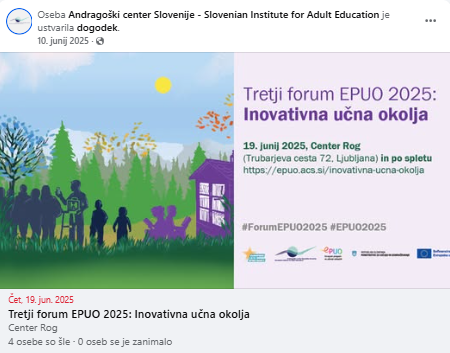 Oseba Andragoški center Slovenije - Slovenian Institute for Adult Education je
ustvarila dogodek.
10. junij 2025 ·
Tretji forum EPUO 2025:
Inovativna učna okolja
19. junij 2025, Center Rog
(Trubarjeva cesta 72, Ljubljana) in po spletu
https://epuo.acs.si/inovativna-ucna-okolja
#ForumEPUO2025 #EPUO2025
EPUO
Čet, 19. jun. 2025
Tretji forum EPUO 2025: Inovativna učna okolja
Center Rog
4 osebe so šle · 0 oseb se je zanimalo